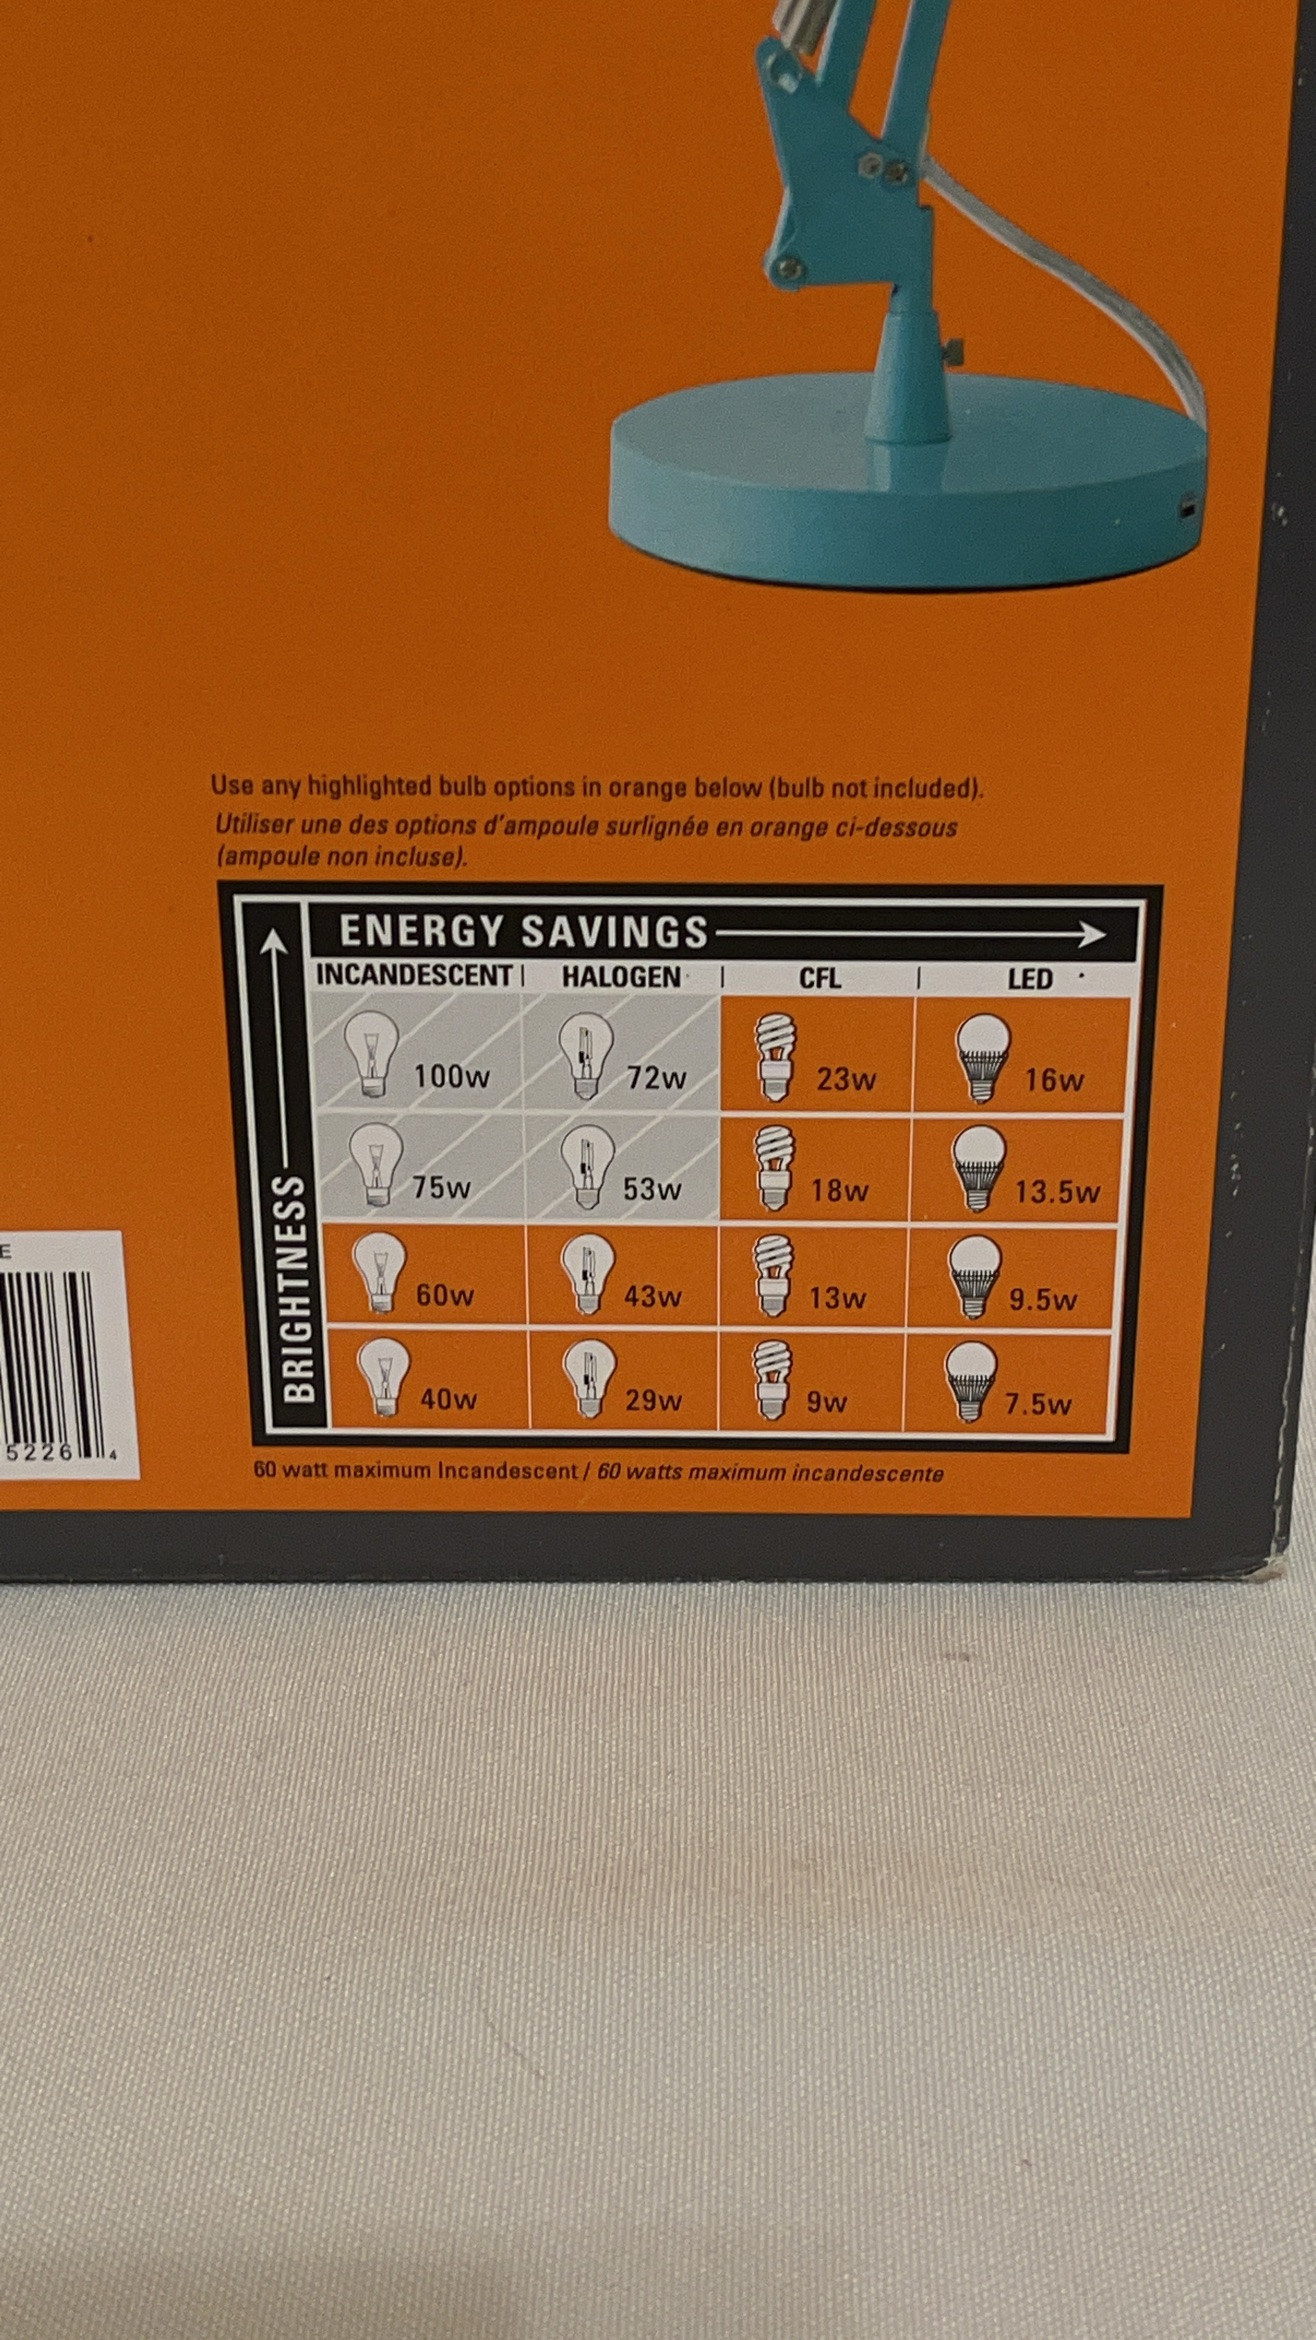 Use any highlighted bulb options in orange below (bulb not included).
Utiliser une des options d'ampoule surlignée en orange ci-dessous
(ampoule non incluse).
ENERGY SAVINGS
BRIGHTNESS
INCANDESCENT | HALOGEN | CFL | LED
100w 72w 23w 16w
75w 53w 18w 13.5w
60w 43w 13w 9.5w
40w 29w 9w 7.5w
60 watt maximum Incandescent / 60 watts maximum incandescente
E
5226 4